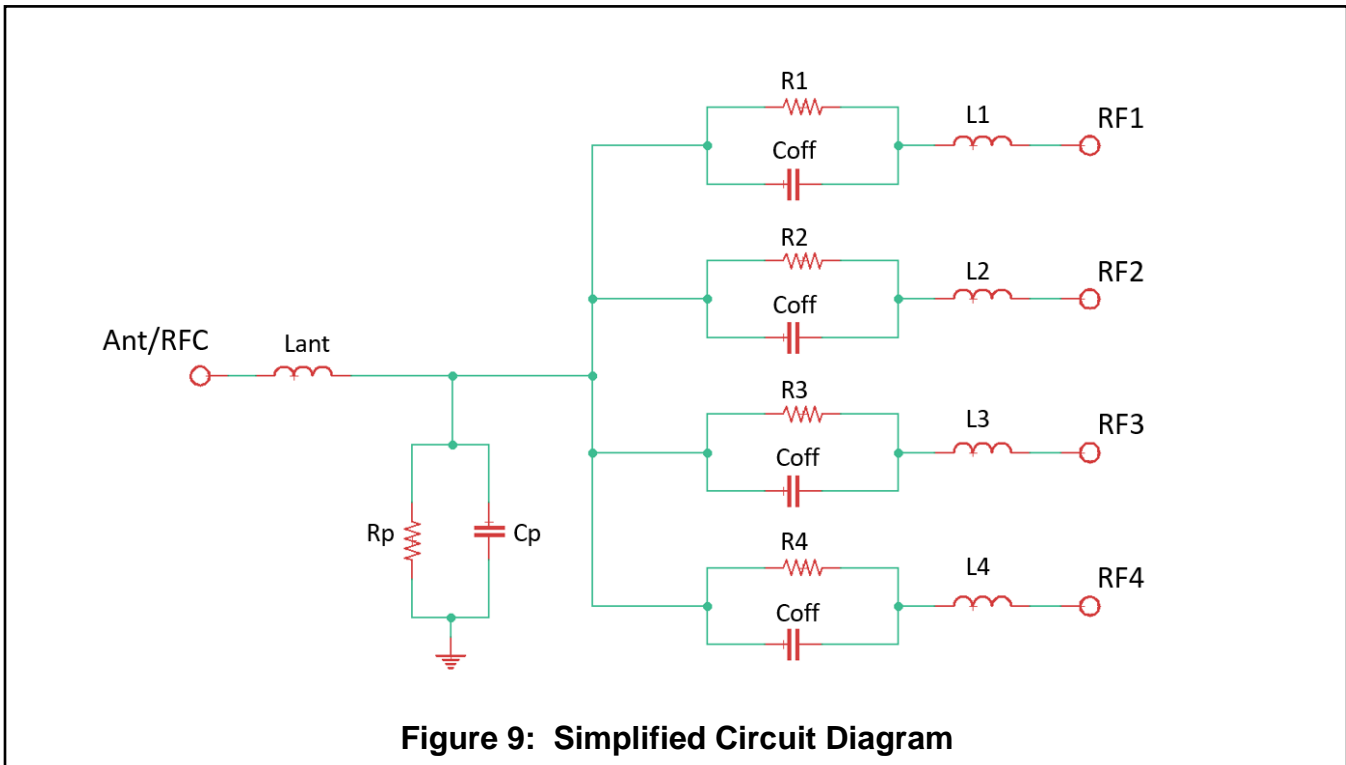 R1
L1
RF1
Coff
R2
L2
RF2
Coff
Ant/RFC
Lant
R3
L3
RF3
Coff
Rp
Cp
R4
L4
RF4
Coff
Figure 9: Simplified Circuit Diagram